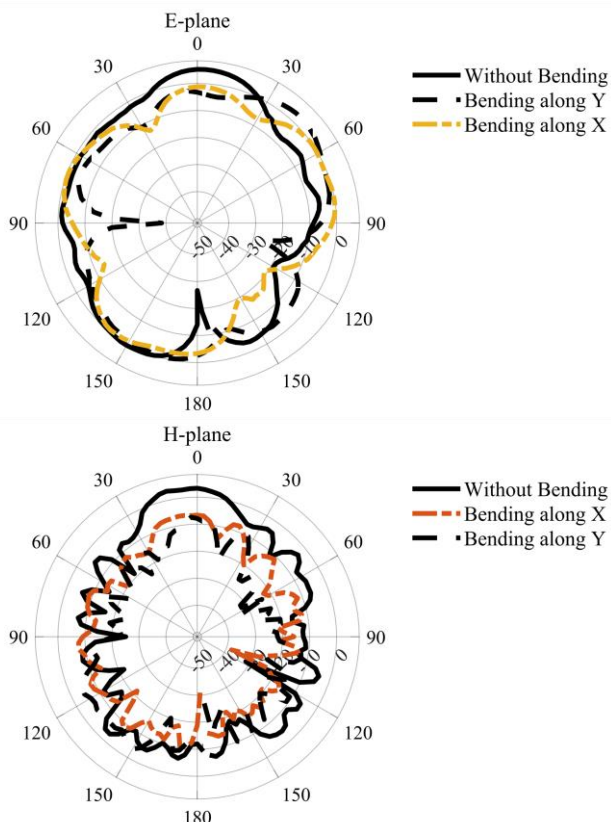 E-plane
0
30 30
60 60
90 90
120 120
150 150
180
-50 -40 -30 -20 -10 0
Without Bending
Bending along Y
Bending along X
H-plane
0
30 30
60 60
90 90
120 120
150 150
180
-50 -40 -30 -20 -10 0
Without Bending
Bending along X
Bending along Y